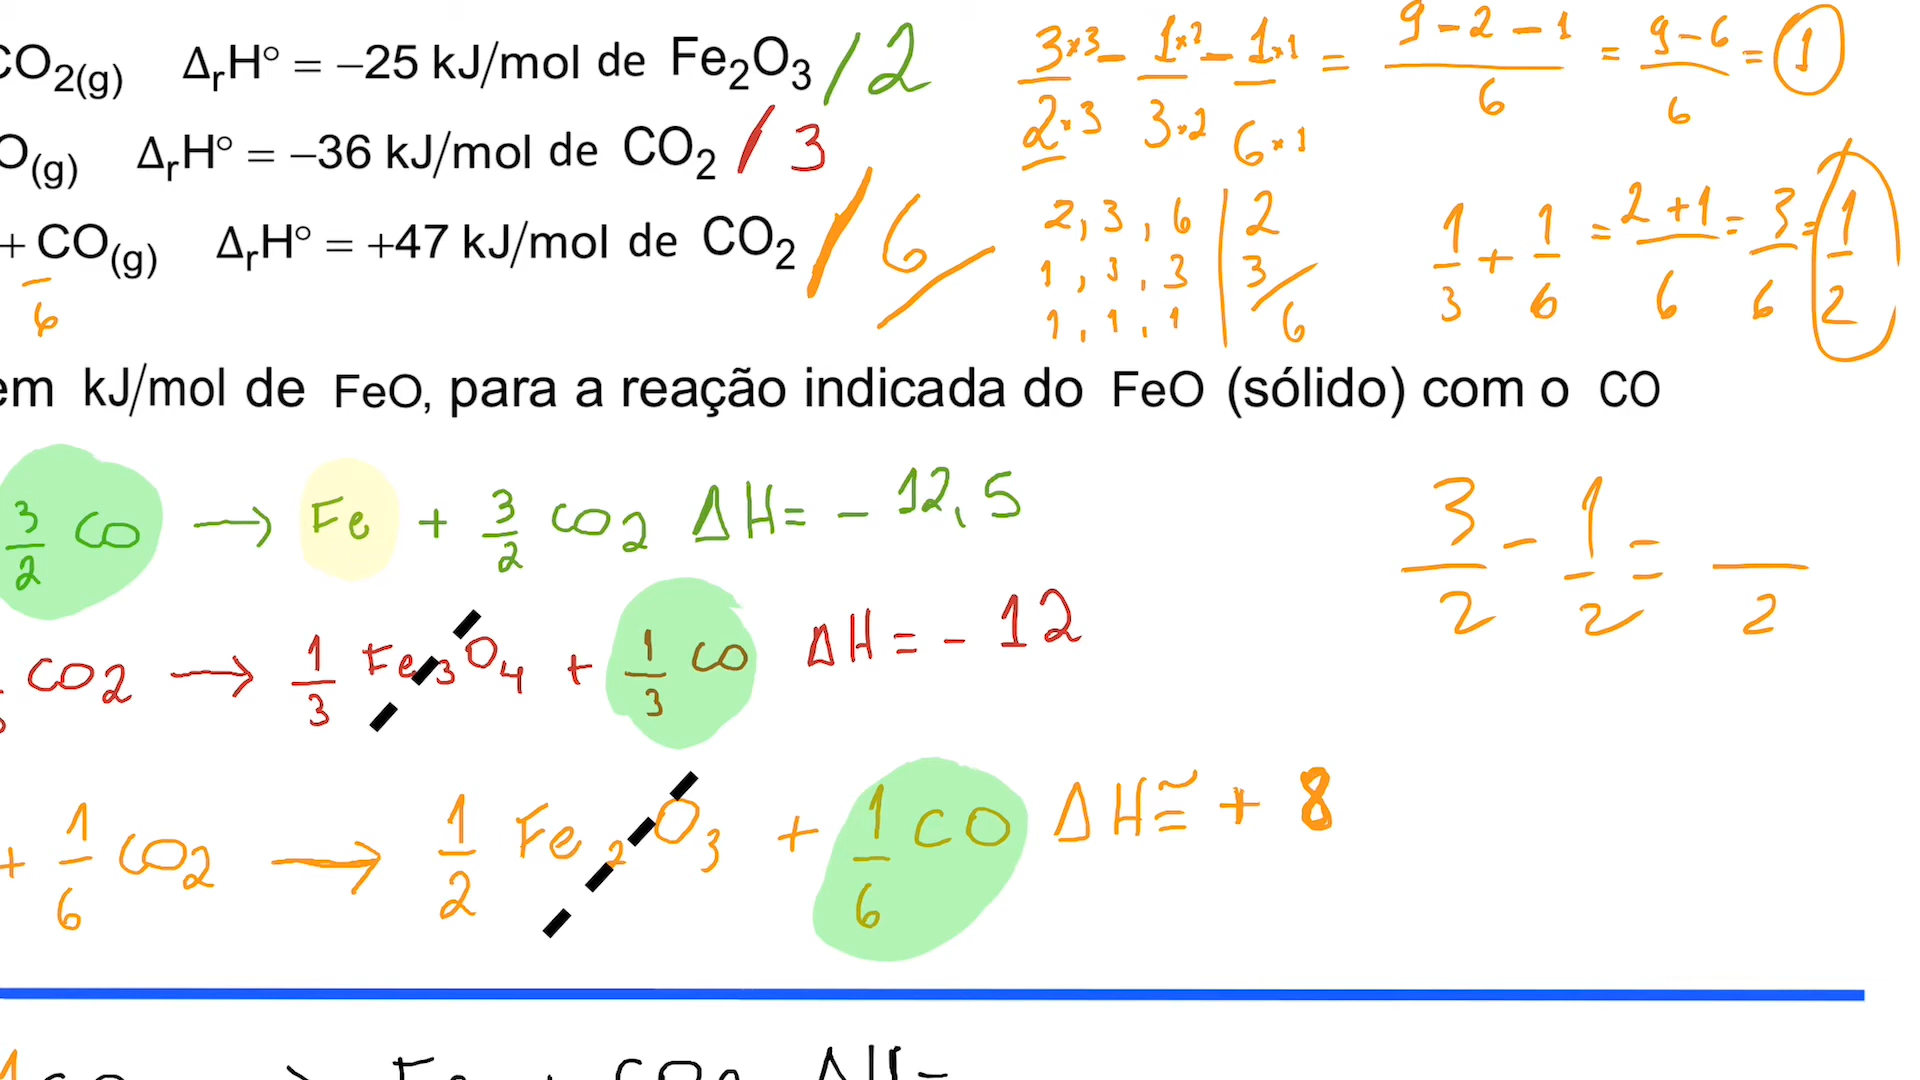 CO2(g) ΔrH° = −25 kJ/mol de Fe2O3 / 2
O(g) ΔrH° = −36 kJ/mol de CO2 / 3
+ CO(g) ΔrH° = +47 kJ/mol de CO2 / 6
6
3×3 − 1×2 − 1×1 = 9 − 2 − 1 = 9 − 6 = 1
2×3 3×2 6×1 6 6
2, 3, 6 | 2
1, 3, 3 | 3
1, 1, 1 | 6
1/3 + 1/6 = 2+1/6 = 3/6 = 1/2
em kJ/mol de FeO, para a reação indicada do FeO (sólido) com o CO
3/2 CO → Fe + 3/2 CO2 ΔH = − 12,5
3/2 − 1/2 = /2
CO2 → 1/3 Fe3O4 + 1/3 CO ΔH = − 12
+ 1/6 CO2 → 1/2 Fe2O3 + 1/6 CO ΔH ≅ + 8
CO → Fe + CO2 ΔH =